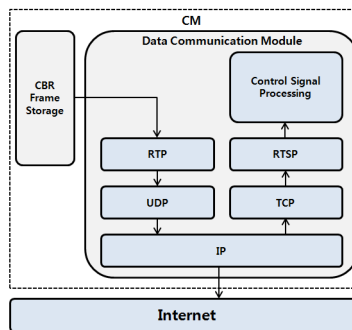 CM
Data Communication Module
CBR
Frame
Storage
Control Signal
Processing
RTP
RTSP
UDP
TCP
IP
Internet